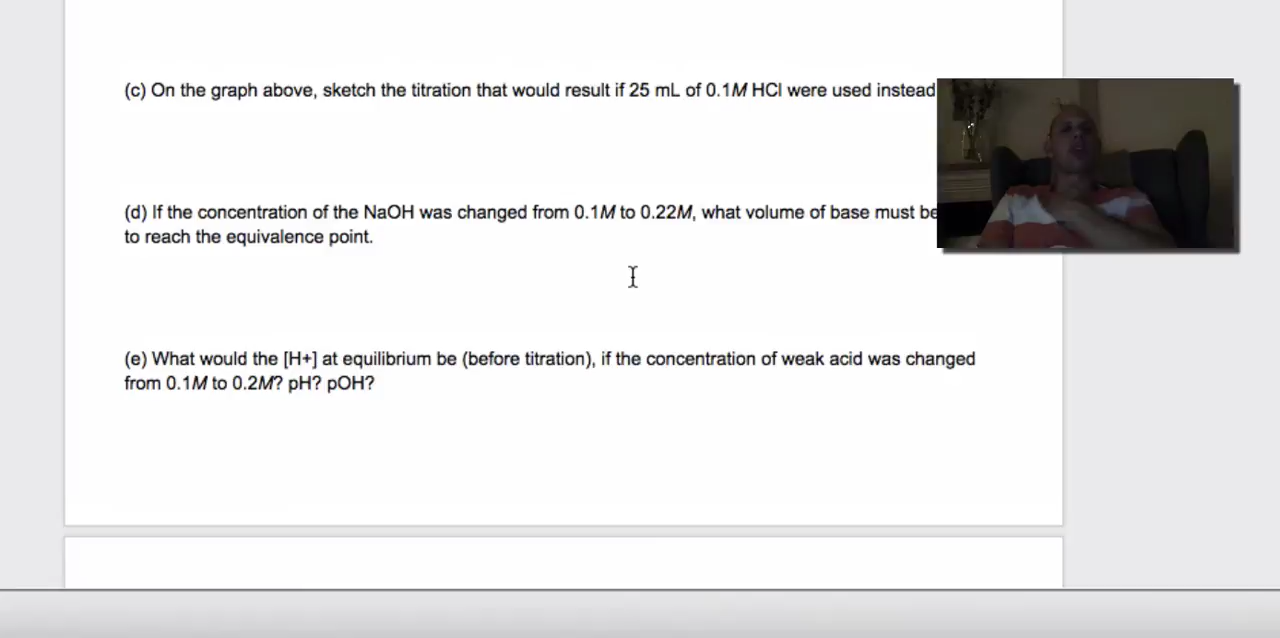 (c) On the graph above, sketch the titration that would result if 25 mL of 0.1M HCl were used instead
(d) If the concentration of the NaOH was changed from 0.1M to 0.22M, what volume of base must be
to reach the equivalence point.
(e) What would the [H+] at equilibrium be (before titration), if the concentration of weak acid was changed
from 0.1M to 0.2M? pH? pOH?